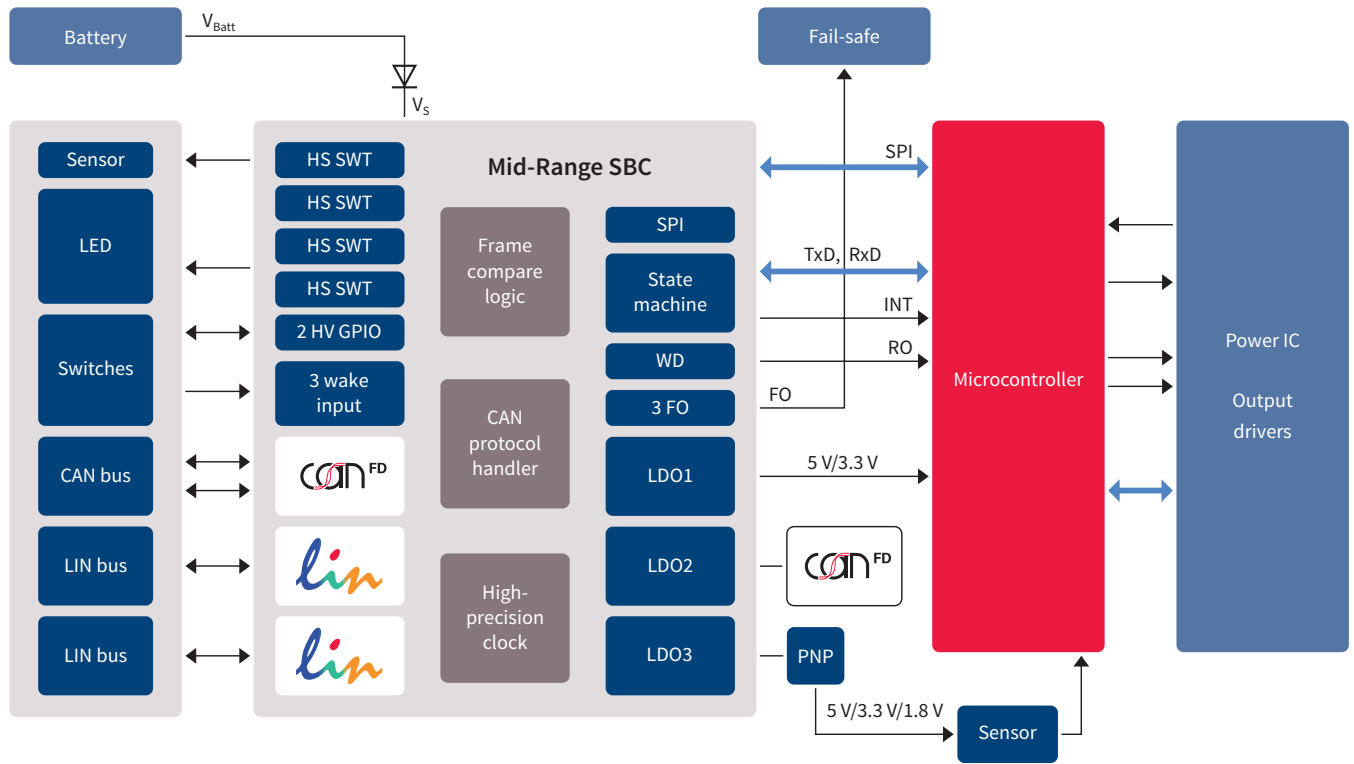 Battery
V_Batt
Fail-safe
V_S
Sensor
LED
Switches
CAN bus
LIN bus
LIN bus
Mid-Range SBC
HS SWT
HS SWT
HS SWT
HS SWT
2 HV GPIO
3 wake
input
CAN FD
lin
lin
Frame
compare
logic
CAN
protocol
handler
High-
precision
clock
SPI
State
machine
WD
3 FO
LDO1
LDO2
LDO3
SPI
TxD, RxD
INT
RO
FO
5 V/3.3 V
CAN FD
PNP
5 V/3.3 V/1.8 V
Sensor
Microcontroller
Power IC
Output
drivers